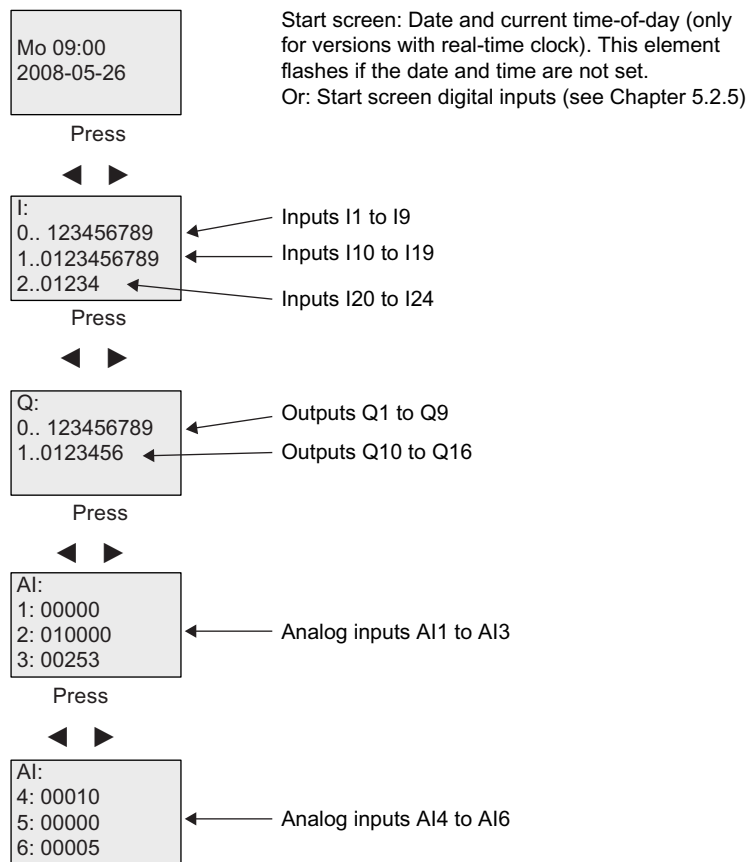 Mo 09:00
2008-05-26
Start screen: Date and current time-of-day (only
for versions with real-time clock). This element
flashes if the date and time are not set.
Or: Start screen digital inputs (see Chapter 5.2.5)
Press
I:
0.. 123456789
1..0123456789
2..01234
Inputs I1 to I9
Inputs I10 to I19
Inputs I20 to I24
Press
Q:
0.. 123456789
1..0123456
Outputs Q1 to Q9
Outputs Q10 to Q16
Press
AI:
1: 00000
2: 010000
3: 00253
Analog inputs AI1 to AI3
Press
AI:
4: 00010
5: 00000
6: 00005
Analog inputs AI4 to AI6